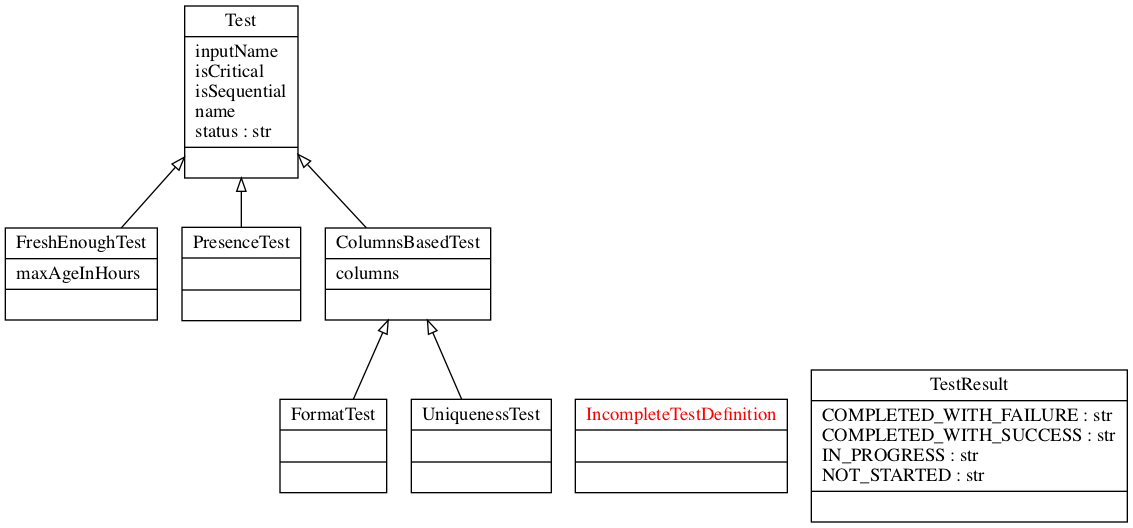 Test
inputName
isCritical
isSequential
name
status : str
FreshEnoughTest
maxAgeInHours
PresenceTest
ColumnsBasedTest
columns
FormatTest
UniquenessTest
IncompleteTestDefinition
TestResult
COMPLETED_WITH_FAILURE : str
COMPLETED_WITH_SUCCESS : str
IN_PROGRESS : str
NOT_STARTED : str